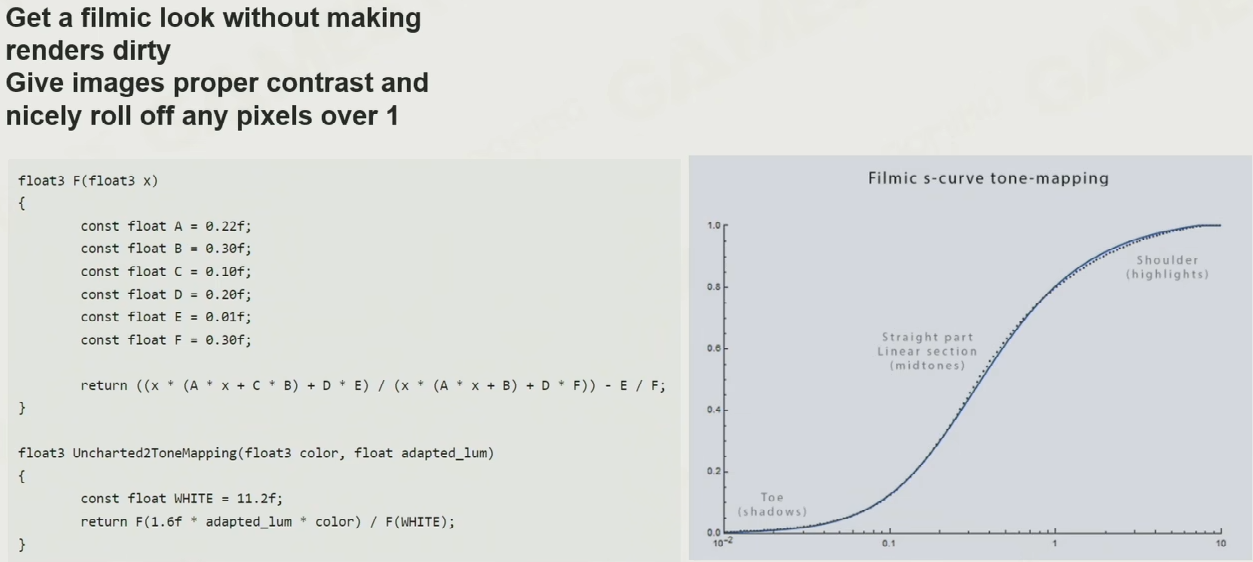 Get a filmic look without making
renders dirty
Give images proper contrast and
nicely roll off any pixels over 1
float3 F(float3 x)
{
const float A = 0.22f;
const float B = 0.30f;
const float C = 0.10f;
const float D = 0.20f;
const float E = 0.01f;
const float F = 0.30f;
return ((x * (A * x + C * B) + D * E) / (x * (A * x + B) + D * F)) - E / F;
}
float3 Uncharted2ToneMapping(float3 color, float adapted_lum)
{
const float WHITE = 11.2f;
return F(1.6f * adapted_lum * color) / F(WHITE);
}
Filmic s-curve tone-mapping
1.0
0.8
0.6
0.4
0.2
0.0
Shoulder
(highlights)
Straight part
Linear section
(midtones)
Toe
(shadows)
10⁻² 0.1 1 10